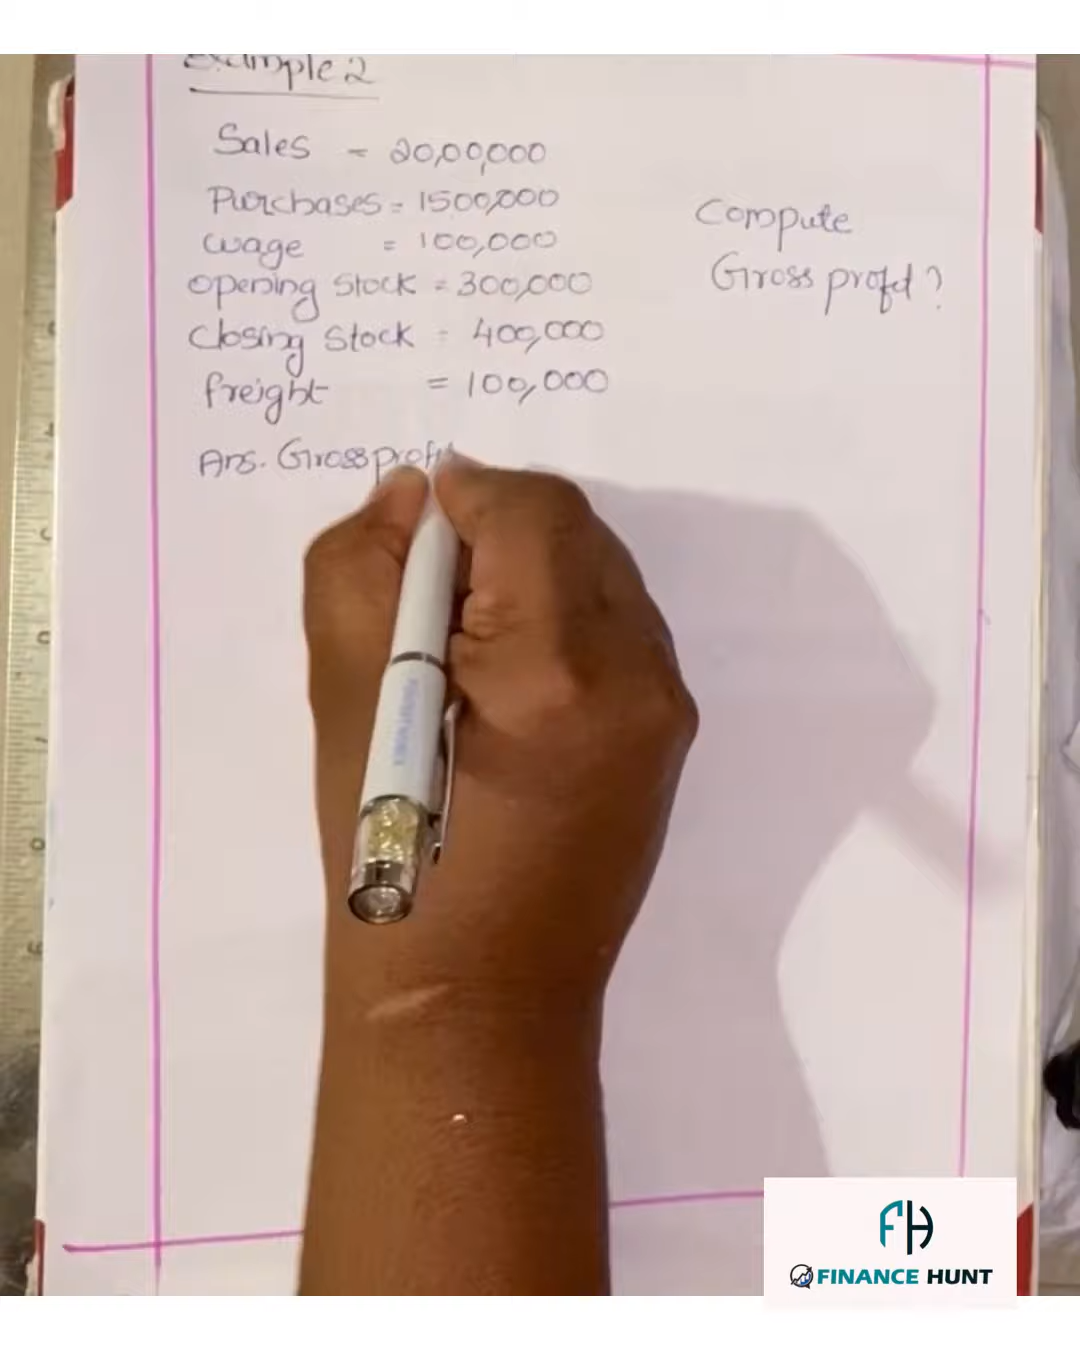 Example 2
Sales = 20,00,000
Purchases = 1500,000
wage = 100,000
opening stock = 300,000
Closing stock = 400,000
freight = 100,000
Compute
Gross profit ?
Ans. Gross profit
FH
FINANCE HUNT